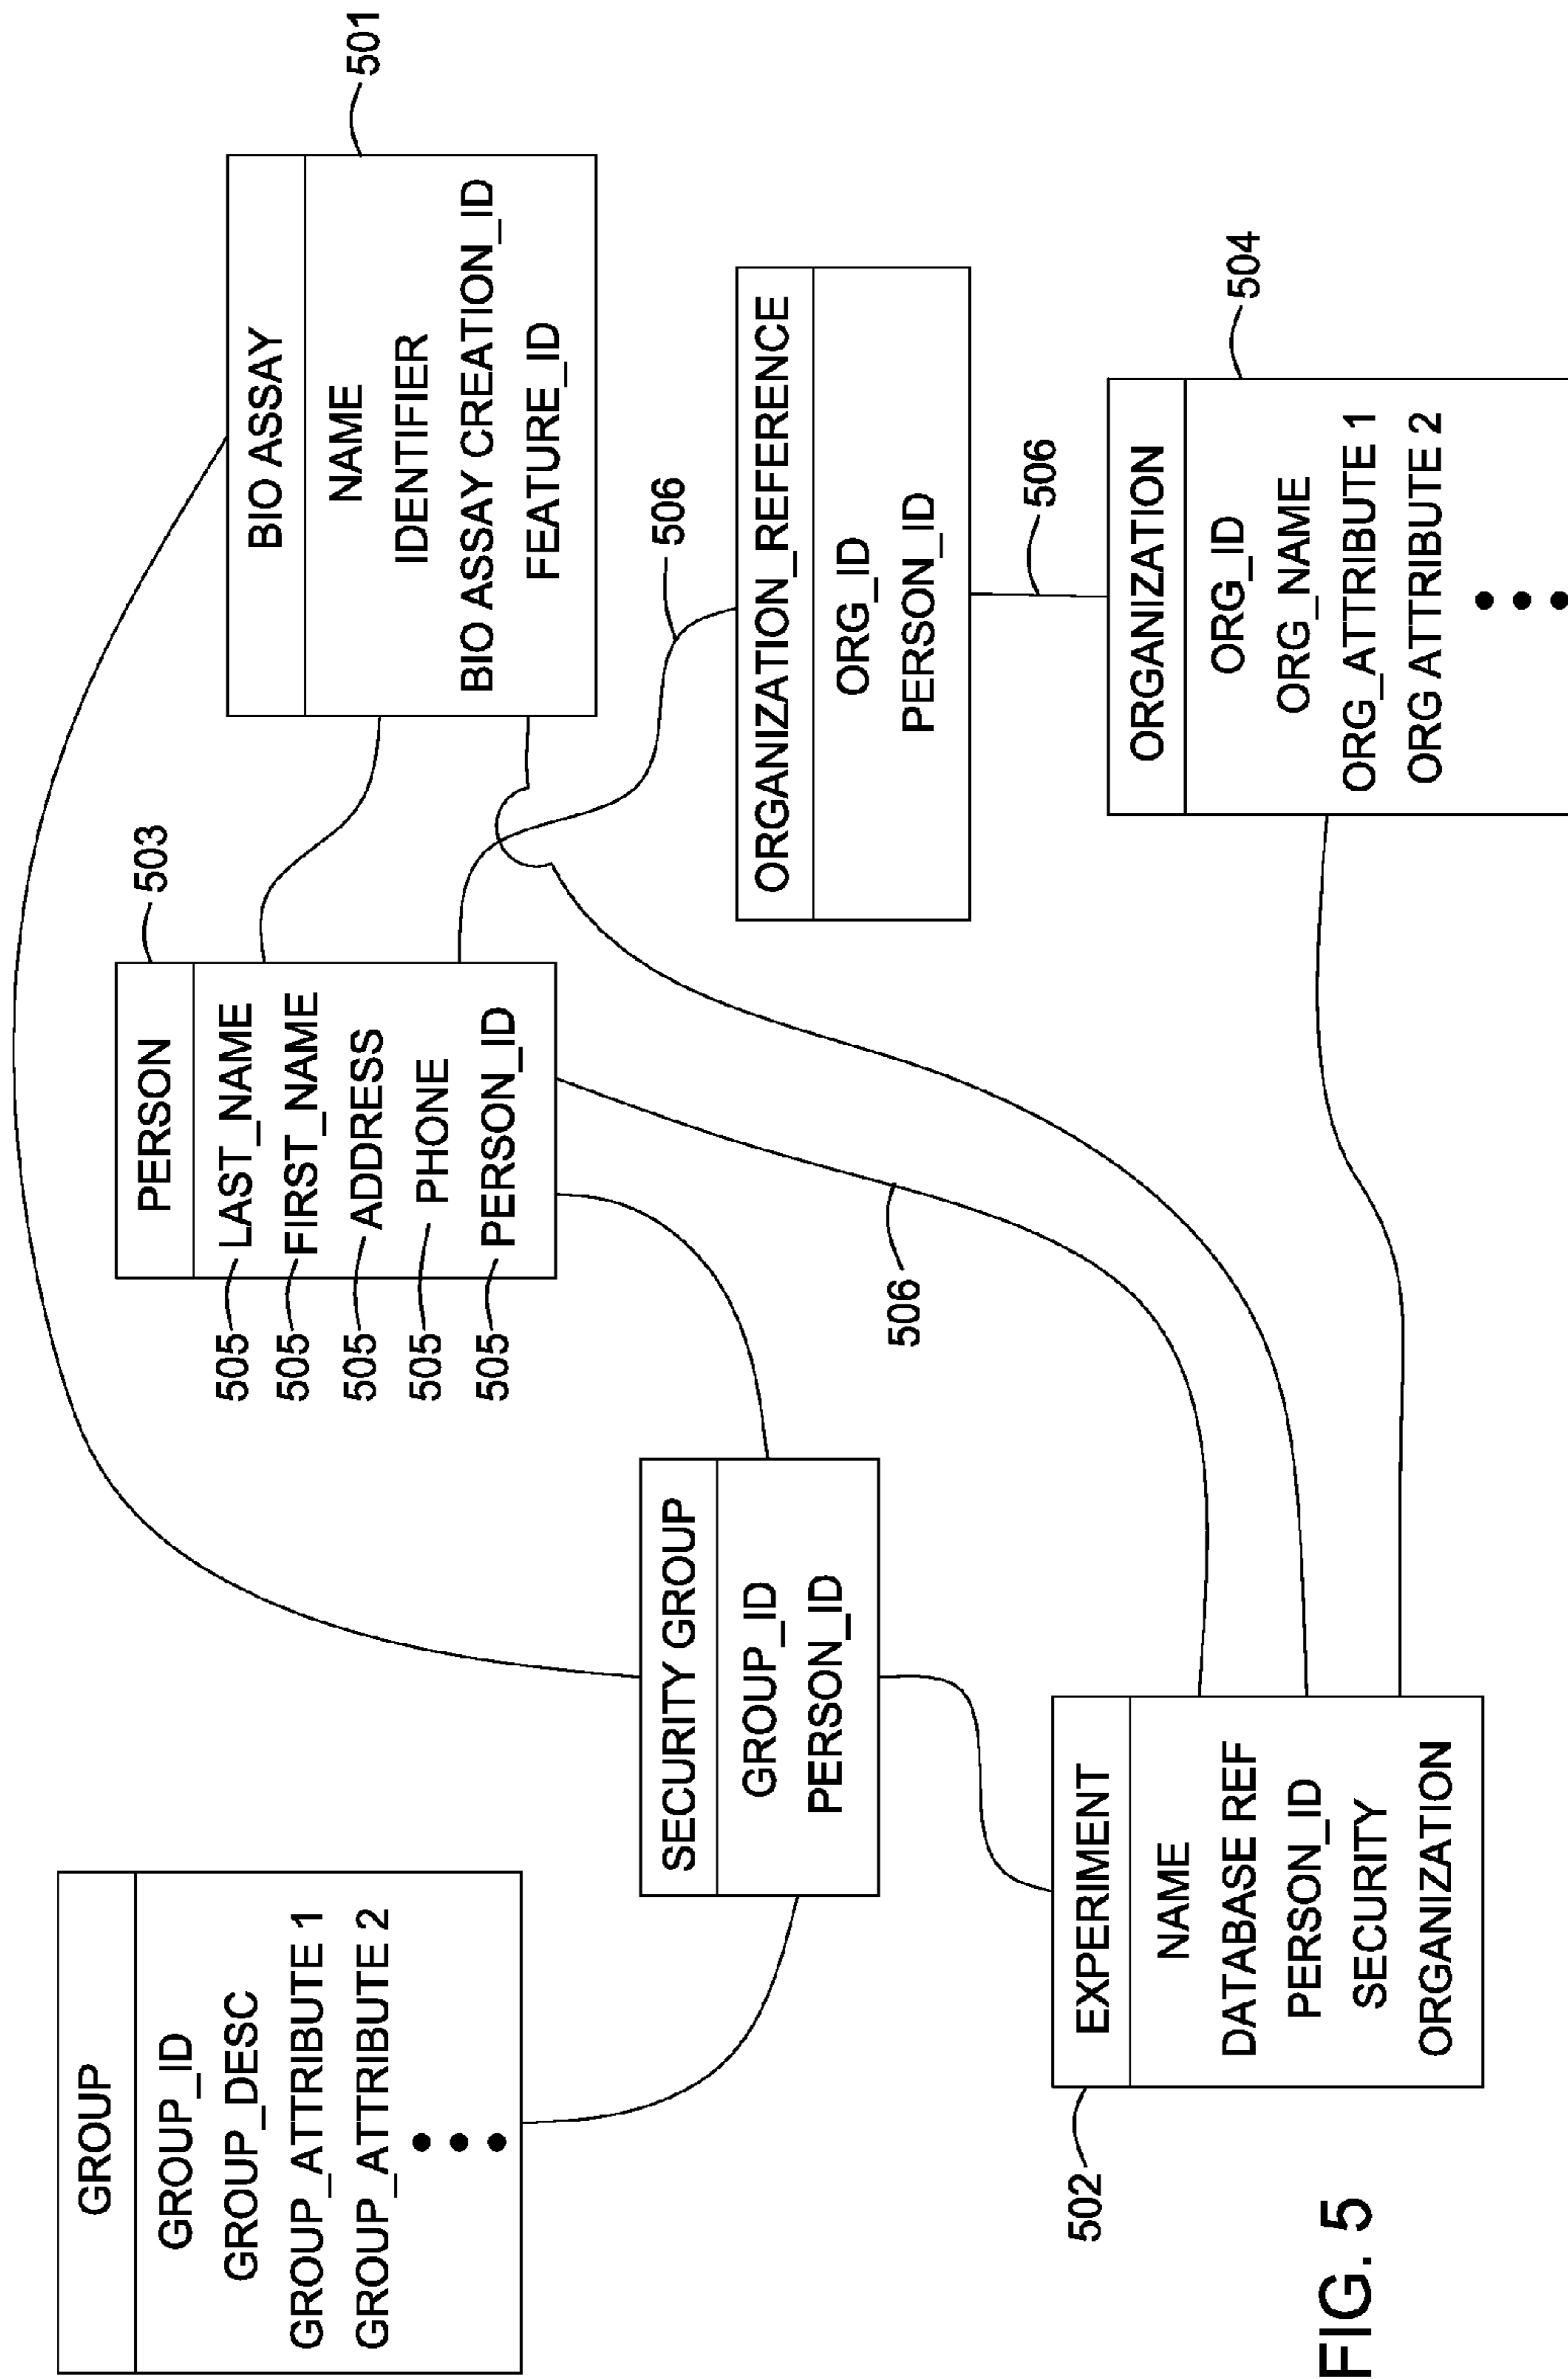 GROUP
GROUP_ID
GROUP_DESC
GROUP_ATTRIBUTE 1
GROUP_ATTRIBUTE 2
SECURITY GROUP
GROUP_ID
PERSON_ID
EXPERIMENT
NAME
DATABASE REF
PERSON_ID
SECURITY
ORGANIZATION
502
PERSON
503
505 LAST_NAME
505 FIRST_NAME
505 ADDRESS
505 PHONE
505 PERSON_ID
506
BIO ASSAY
501
NAME
IDENTIFIER
BIO ASSAY CREATION_ID
FEATURE_ID
506
ORGANIZATION_REFERENCE
ORG_ID
PERSON_ID
506
ORGANIZATION
504
ORG_ID
ORG_NAME
ORG_ATTRIBUTE 1
ORG ATTRIBUTE 2
FIG. 5